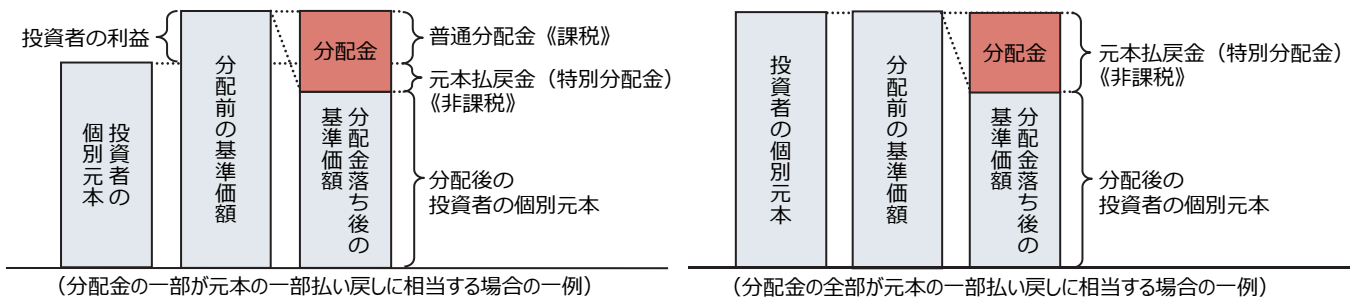 投資者の利益
投資者の
個別元本
分配前の基準価額
分配金
分配金落ち後の
基準価額
普通分配金《課税》
元本払戻金（特別分配金）
《非課税》
分配後の
投資者の個別元本
（分配金の一部が元本の一部払い戻しに相当する場合の一例）
投資者の個別元本
分配前の基準価額
分配金
分配金落ち後の
基準価額
元本払戻金（特別分配金）
《非課税》
分配後の
投資者の個別元本
（分配金の全部が元本の一部払い戻しに相当する場合の一例）